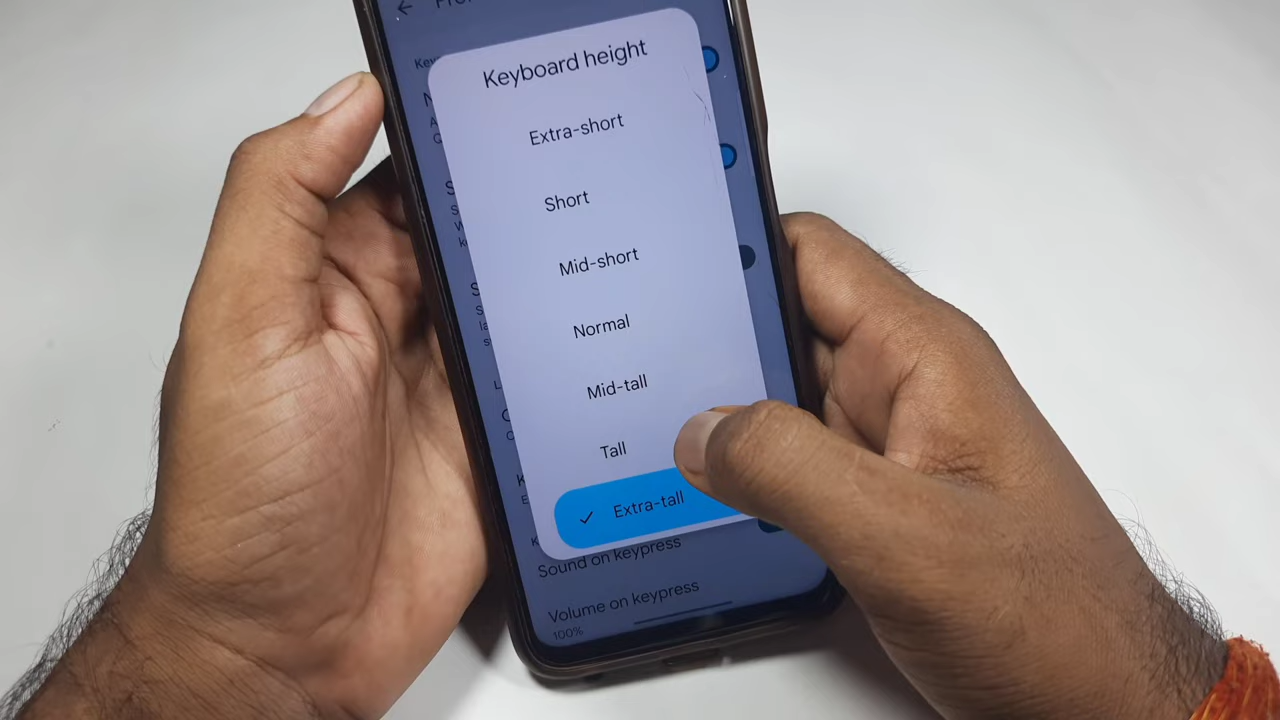 Keyboard height
Extra-short
Short
Mid-short
Normal
Mid-tall
Tall
Extra-tall
Sound on keypress
Volume on keypress
100%